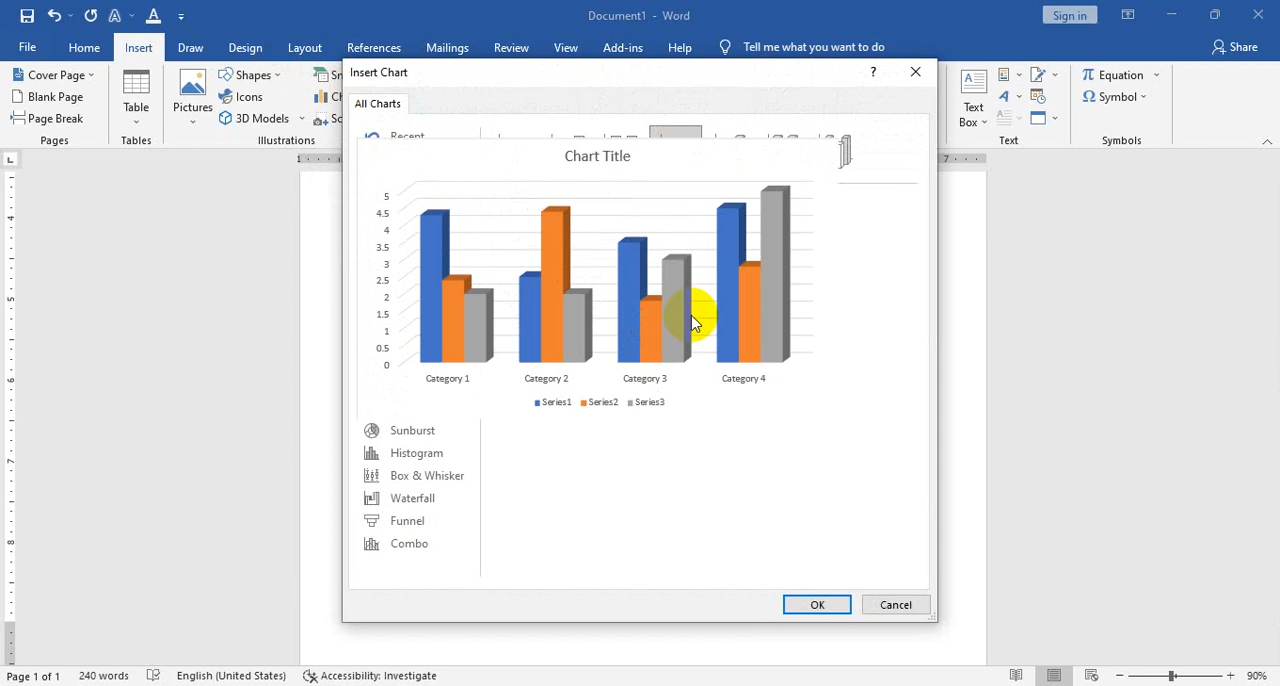 Document1 - Word
Sign in
File Home Insert Draw Design Layout References Mailings Review View Add-ins Help Tell me what you want to do Share
Cover Page
Blank Page
Page Break
Pages
Table
Tables
Pictures
Shapes
Icons
3D Models
Illustrations
Text Box
Text
Equation
Symbol
Symbols
Insert Chart
All Charts
Chart Title
5
4.5
4
3.5
3
2.5
2
1.5
1
0.5
0
Category 1 Category 2 Category 3 Category 4
Series1 Series2 Series3
Sunburst
Histogram
Box & Whisker
Waterfall
Funnel
Combo
OK Cancel
Page 1 of 1 240 words English (United States) Accessibility: Investigate 90%